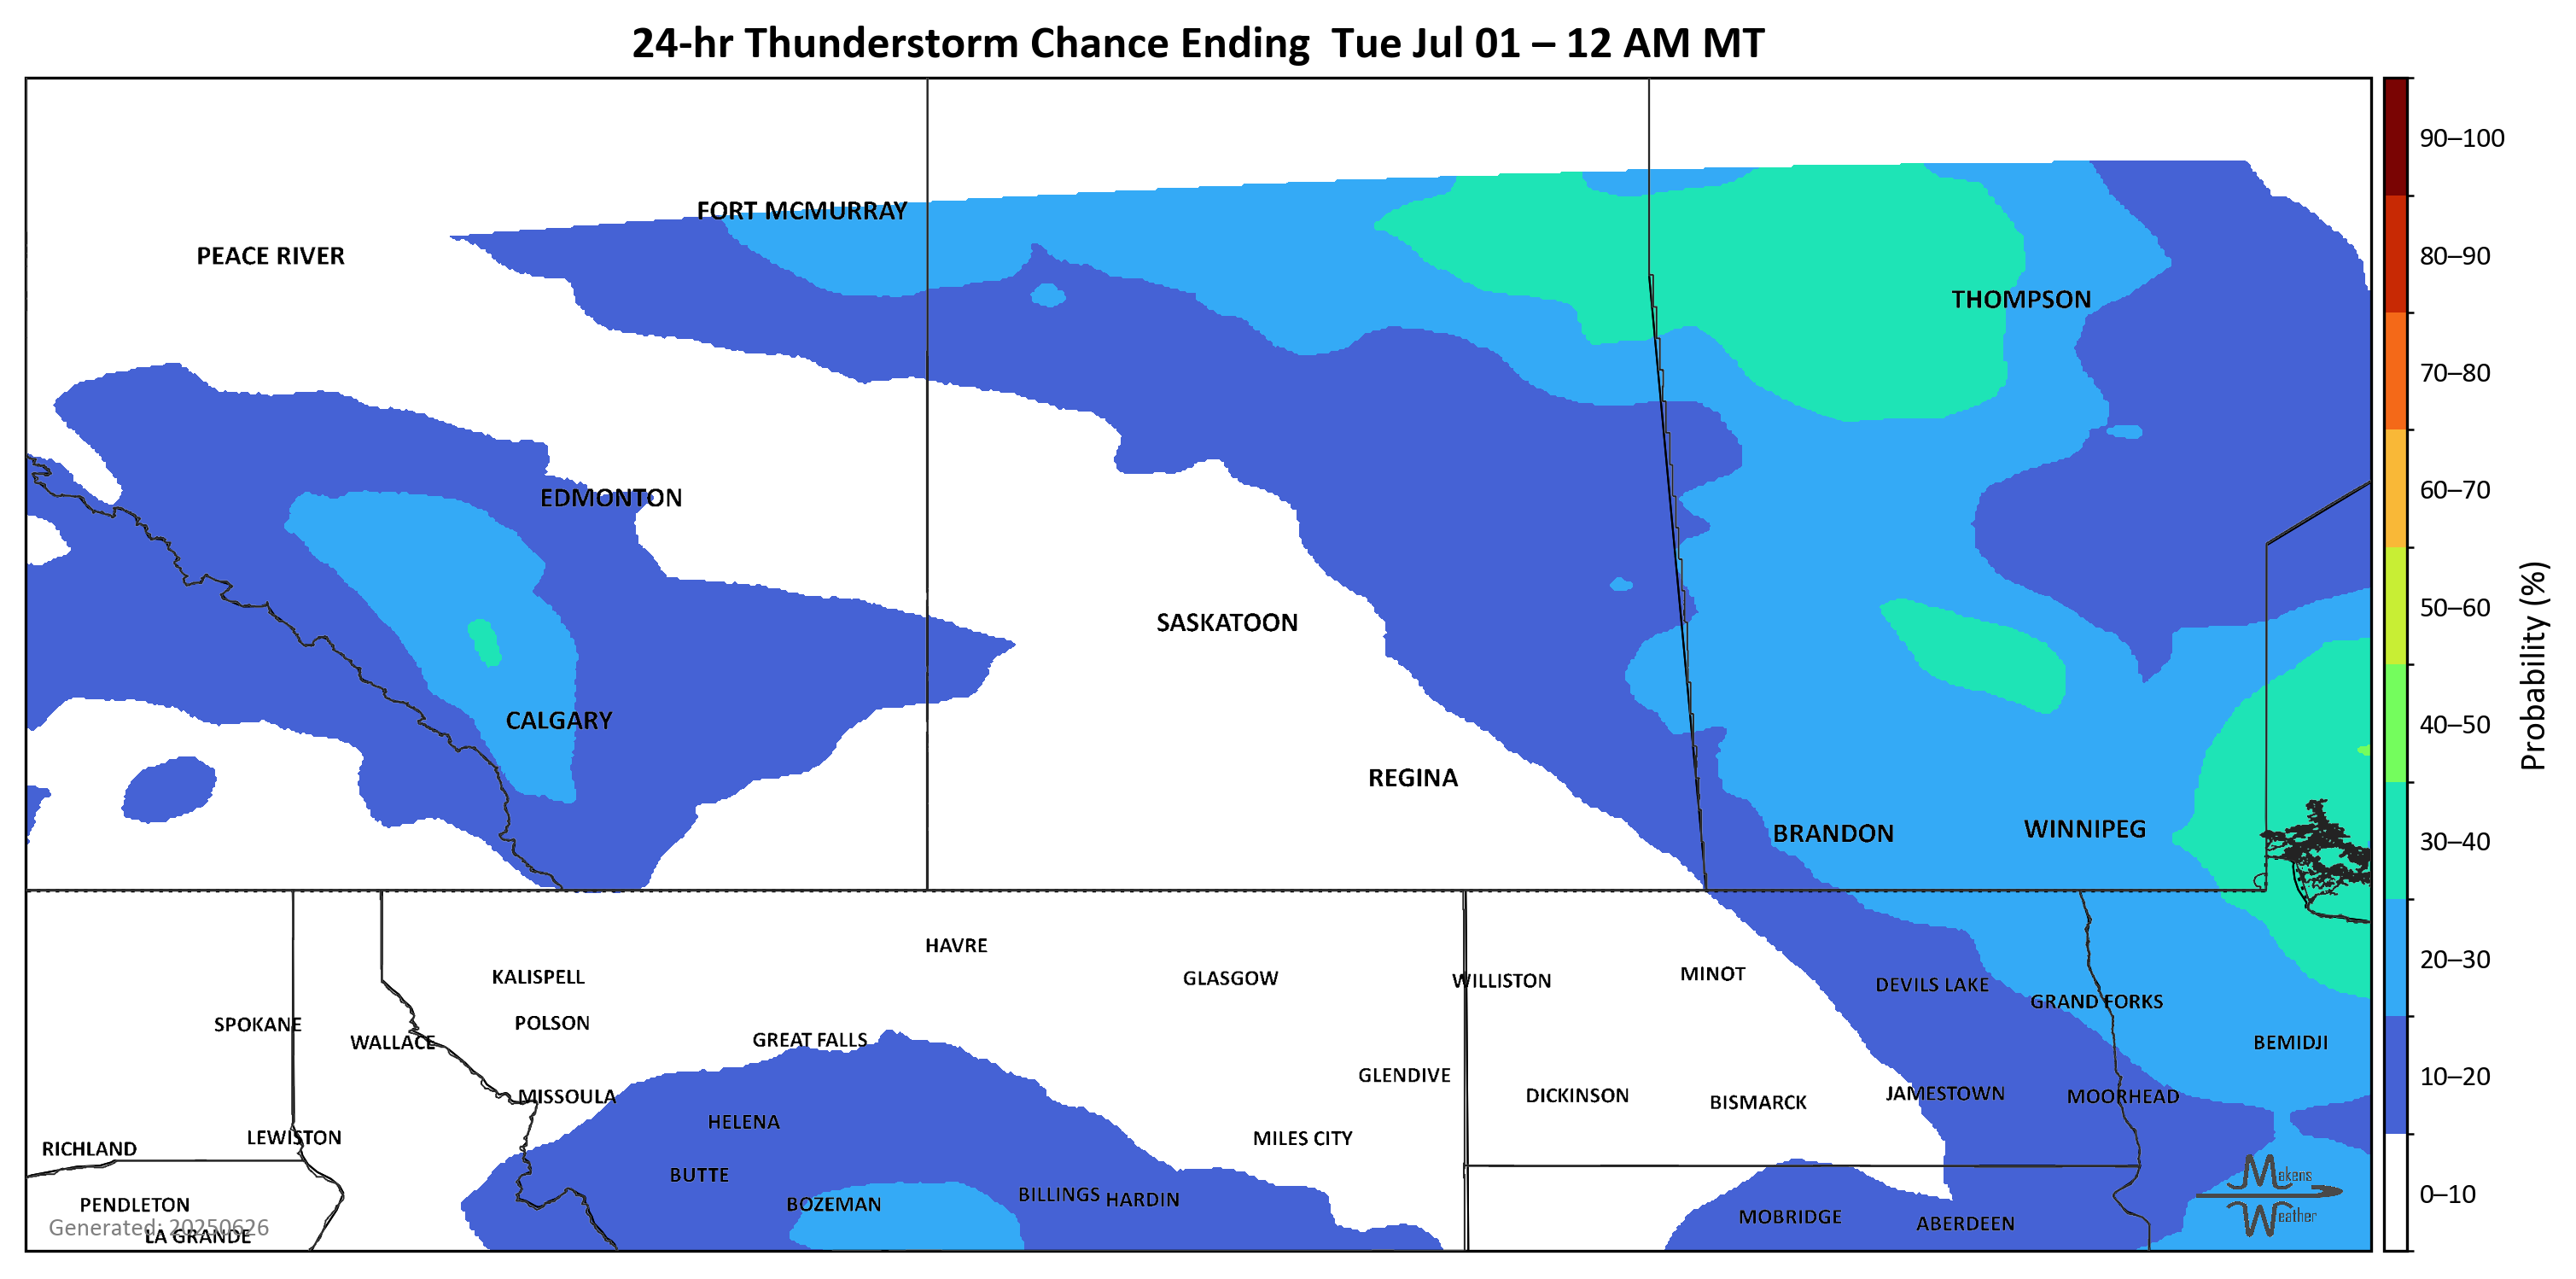 24-hr Thunderstorm Chance Ending  Tue Jul 01 – 12 AM MT
90–100
FORT MCMURRAY
PEACE RIVER
80–90
THOMPSON
70–80
EDMONTON
60–70
50–60
SASKATOON
Probability (%)
CALGARY
40–50
REGINA
BRANDON
WINNIPEG
30–40
HAVRE
20–30
KALISPELL
GLASGOW
WILLISTON
MINOT
DEVILS LAKE
GRAND FORKS
SPOKANE
POLSON
WALLACE
GREAT FALLS
BEMIDJI
GLENDIVE
10–20
MISSOULA
DICKINSON
BISMARCK
JAMESTOWN
MOORHEAD
HELENA
LEWISTON
MILES CITY
RICHLAND
BUTTE
Makens
Weather
0–10
PENDLETON
BOZEMAN
BILLINGS
HARDIN
MOBRIDGE
ABERDEEN
Generated: 20250626
LA GRANDE